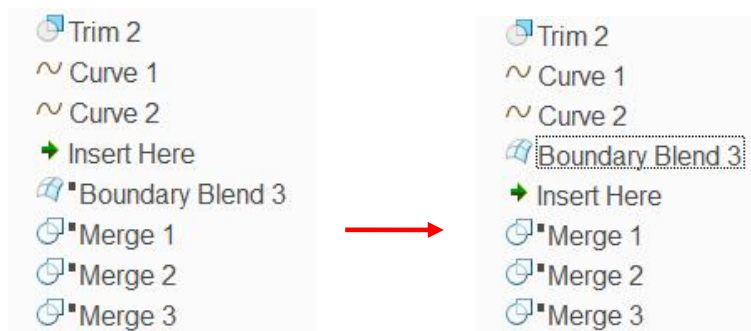 Trim 2
Curve 1
Curve 2
Insert Here
Boundary Blend 3
Merge 1
Merge 2
Merge 3
Trim 2
Curve 1
Curve 2
Boundary Blend 3
Insert Here
Merge 1
Merge 2
Merge 3